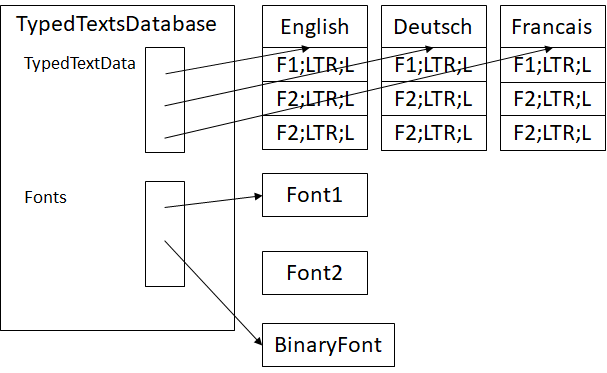 TypedTextsDatabase
TypedTextData
English Deutsch Francais
F1;LTR;L F1;LTR;L F1;LTR;L
F2;LTR;L F2;LTR;L F2;LTR;L
F2;LTR;L F2;LTR;L F2;LTR;L
Fonts
Font1
Font2
BinaryFont